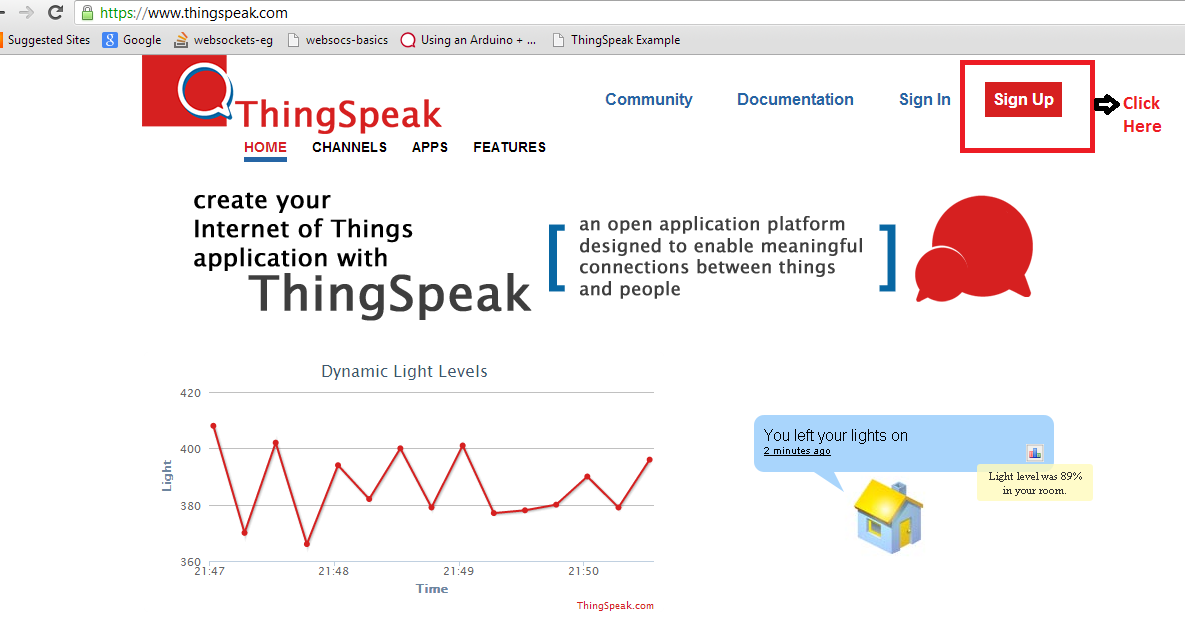 https://www.thingspeak.com
Suggested Sites Google websockets-eg websocs-basics Using an Arduino + ... ThingSpeak Example
ThingSpeak
Community Documentation Sign In Sign Up
Click
Here
HOME CHANNELS APPS FEATURES
create your
Internet of Things
application with
ThingSpeak
[ an open application platform
designed to enable meaningful
connections between things
and people ]
Dynamic Light Levels
420
400
380
360
Light
21:47 21:48 21:49 21:50
Time
ThingSpeak.com
You left your lights on
2 minutes ago
Light level was 89%
in your room.